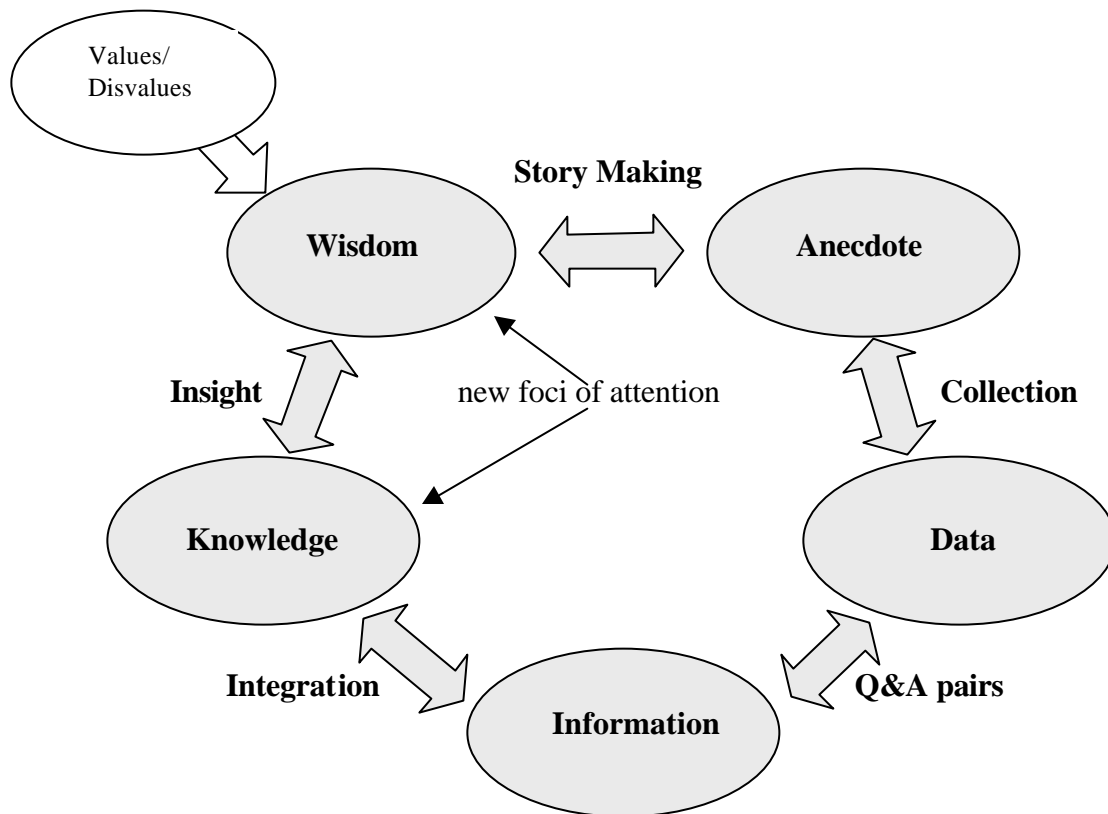 Values/
Disvalues
Story Making
Wisdom
Anecdote
Insight
new foci of attention
Collection
Knowledge
Data
Integration
Q&A pairs
Information